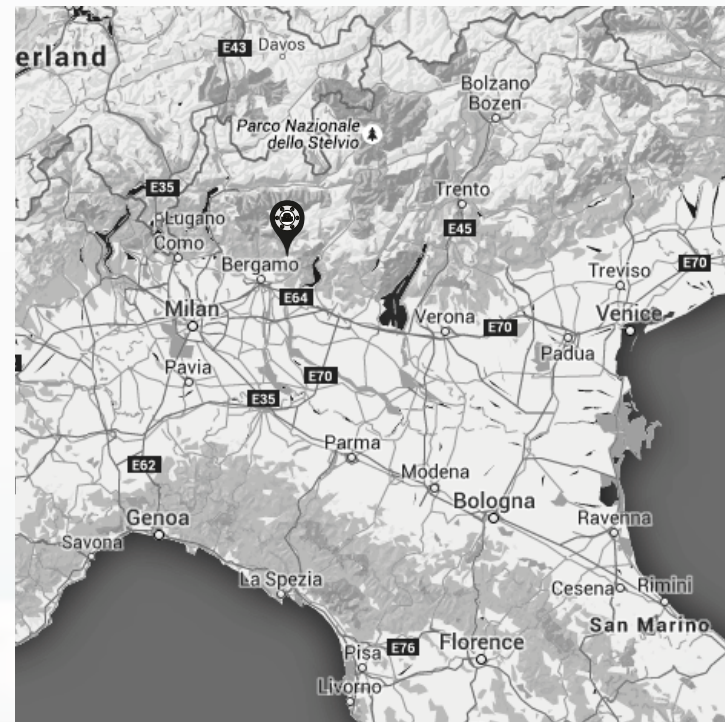 erland
E43
Davos
Bolzano
Bozen
Parco Nazionale
dello Stelvio
E35
Trento
Lugano
E45
Como
Bergamo
E70
Treviso
E64
Milan
Verona
E70
Venice
Padua
Pavia
E70
E35
Parma
E62
Modena
Bologna
Genoa
Ravenna
Savona
La Spezia
Cesena
Rimini
San Marino
Pisa
E76
Florence
Livorno